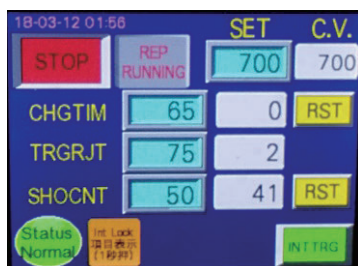 18-03-12 01:56
SET C.V.
STOP REP RUNNING 700 700
CHGTIM 65 0 RST
TRGRJT 75 2
SHOCNT 50 41 RST
Status Normal
Int Lock
項目表示
(1秒押)
INTTRG